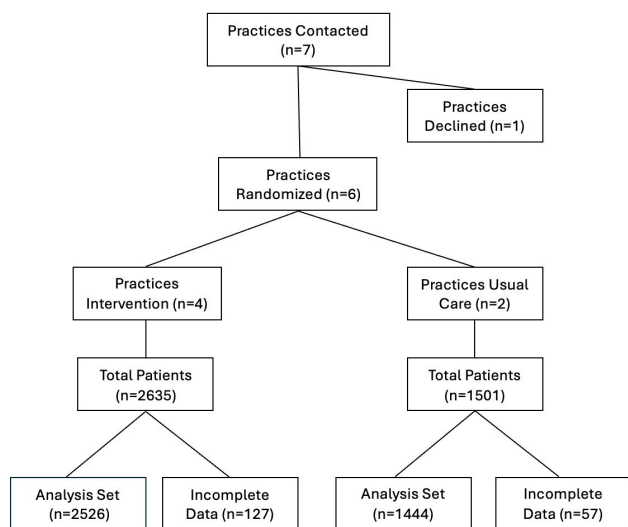 Practices Contacted
(n=7)
Practices
Declined (n=1)
Practices
Randomized (n=6)
Practices
Intervention (n=4)
Practices Usual
Care (n=2)
Total Patients
(n=2635)
Total Patients
(n=1501)
Analysis Set
(n=2526)
Incomplete
Data (n=127)
Analysis Set
(n=1444)
Incomplete
Data (n=57)